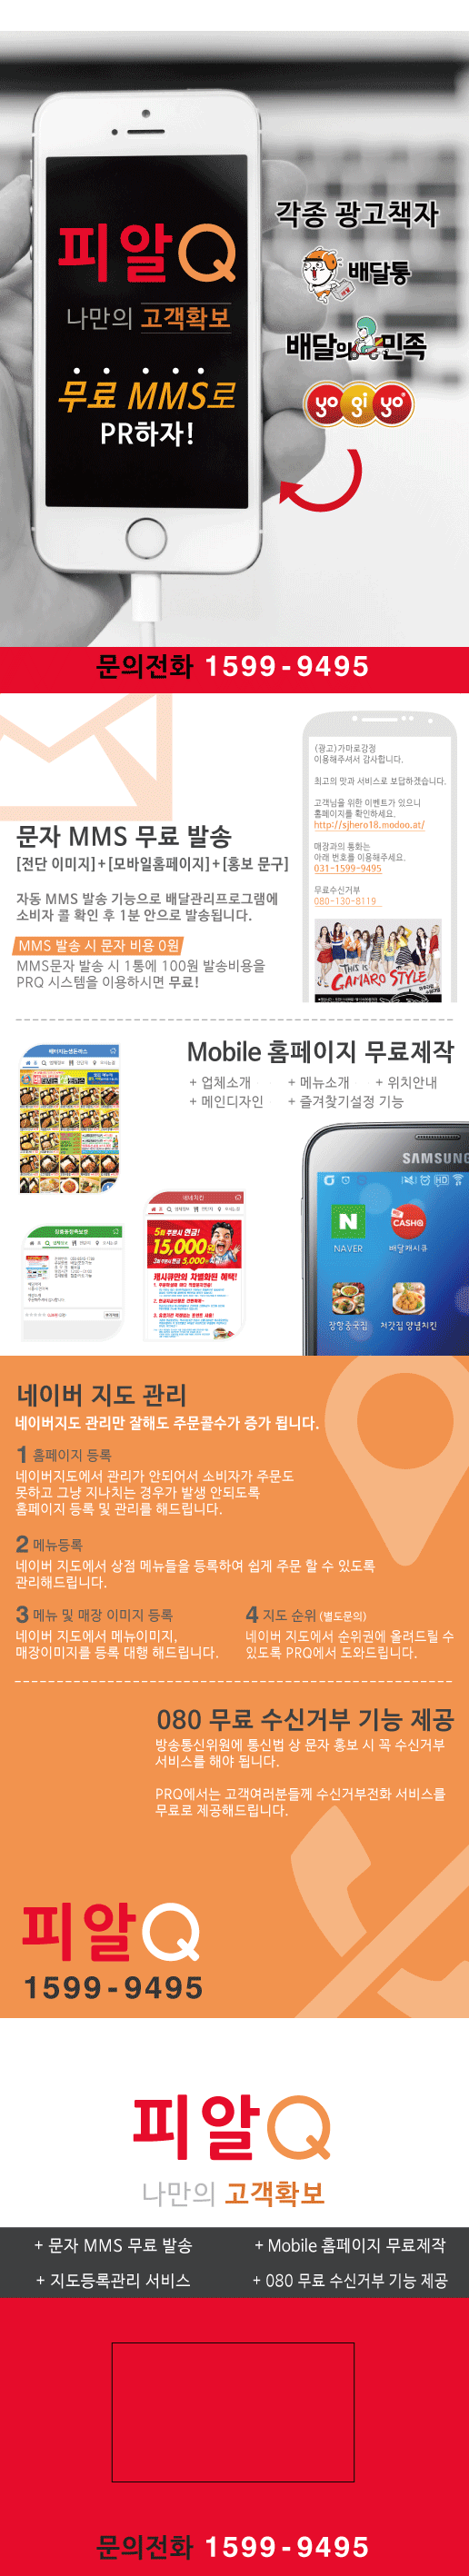 피알Q
나만의 고객확보
무료 MMS로
PR하자!
각종 광고책자
배달통
배달의민족
yo gi yo
문의전화 1599-9495
(광고)가마로강정
이용해주셔서 감사합니다.
최고의 맛과 서비스로 보답하겠습니다.
고객님을 위한 이벤트가 있으니
홈페이지를 확인하세요.
http://sjhero18.modoo.at/
매장과의 통화는
아래 번호를 이용해주세요.
031-1599-9495
무료수신거부
080-130-8119
THIS IS
GAMARO STYLE
문자 MMS 무료 발송
[전단 이미지]+[모바일홈페이지]+[홍보 문구]
자동 MMS 발송 기능으로 배달관리프로그램에
소비자 콜 확인 후 1분 안으로 발송됩니다.
MMS 발송 시 문자 비용 0원
MMS문자 발송 시 1통에 100원 발송비용을
PRQ 시스템을 이용하시면 무료!
Mobile 홈페이지 무료제작
+ 업체소개 + 메뉴소개 + 위치안내
+ 메인디자인 + 즐겨찾기설정 기능
네네치킨
5회 주문시 현금!
15,000원
3,000원
캐시큐만의 차별화된 혜택!
SAMSUNG
HD
N
CASHQ
NAVER 배달캐시큐
장항중국집 처갓집 양념치킨
네이버 지도 관리
네이버지도 관리만 잘해도 주문콜수가 증가 됩니다.
1 홈페이지 등록
네이버지도에서 관리가 안되어서 소비자가 주문도
못하고 그냥 지나치는 경우가 발생 안되도록
홈페이지 등록 및 관리를 해드립니다.
2 메뉴등록
네이버 지도에서 상점 메뉴들을 등록하여 쉽게 주문 할 수 있도록
관리해드립니다.
3 메뉴 및 매장 이미지 등록
네이버 지도에서 메뉴이미지,
매장이미지를 등록 대행 해드립니다.
4 지도 순위 (별도문의)
네이버 지도에서 순위권에 올려드릴 수
있도록 PRQ에서 도와드립니다.
080 무료 수신거부 기능 제공
방송통신위원에 통신법 상 문자 홍보 시 꼭 수신거부
서비스를 해야 됩니다.
PRQ에서는 고객여러분들께 수신거부전화 서비스를
무료로 제공해드립니다.
피알Q
1599-9495
피알Q
나만의 고객확보
+ 문자 MMS 무료 발송 + Mobile 홈페이지 무료제작
+ 지도등록관리 서비스 + 080 무료 수신거부 기능 제공
문의전화 1599-9495